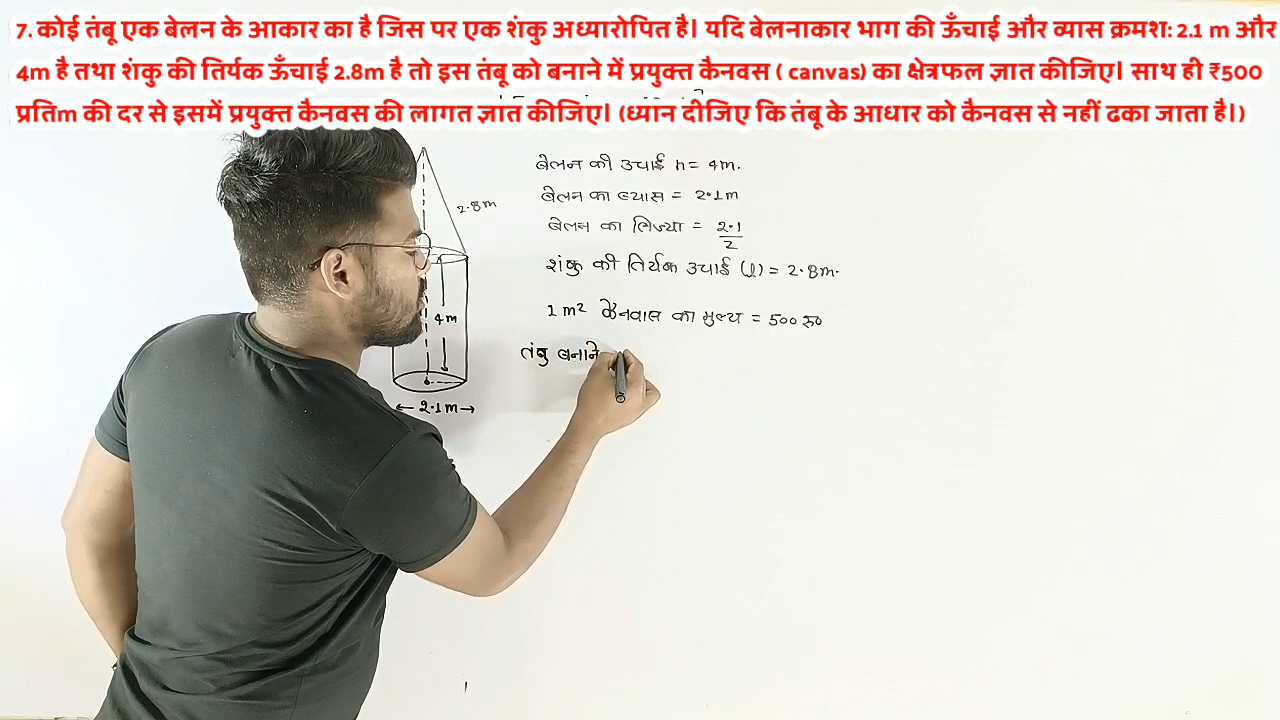 7. कोई तंबू एक बेलन के आकार का है जिस पर एक शंकु अध्यारोपित है। यदि बेलनाकार भाग की ऊँचाई और व्यास क्रमश: 2.1 m और
4m है तथा शंकु की तिर्यक ऊँचाई 2.8m है तो इस तंबू को बनाने में प्रयुक्त कैनवस ( canvas) का क्षेत्रफल ज्ञात कीजिए। साथ ही ₹500
प्रतिm की दर से इसमें प्रयुक्त कैनवस की लागत ज्ञात कीजिए। (ध्यान दीजिए कि तंबू के आधार को कैनवस से नहीं ढका जाता है।)
बेलन की उचाई h = 4m.
बेलन का व्यास = 2.1m
बेलन का त्रिज्या = 2.1/2
शंकु की तिर्यक उचाई (l) = 2.8m.
1 m² कैनवास का मुल्य = 500 रु०
तंबु बनाने
2.8m
4m
2.1m